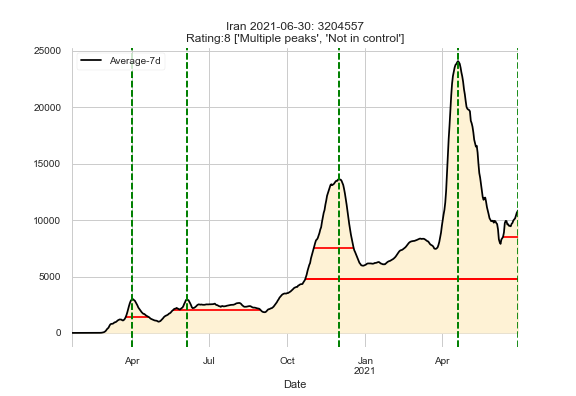 Iran 2021-06-30: 3204557
Rating:8 ['Multiple peaks', 'Not in control']
Average-7d
25000
20000
15000
10000
5000
0
Apr Jul Oct Jan Apr
2021
Date